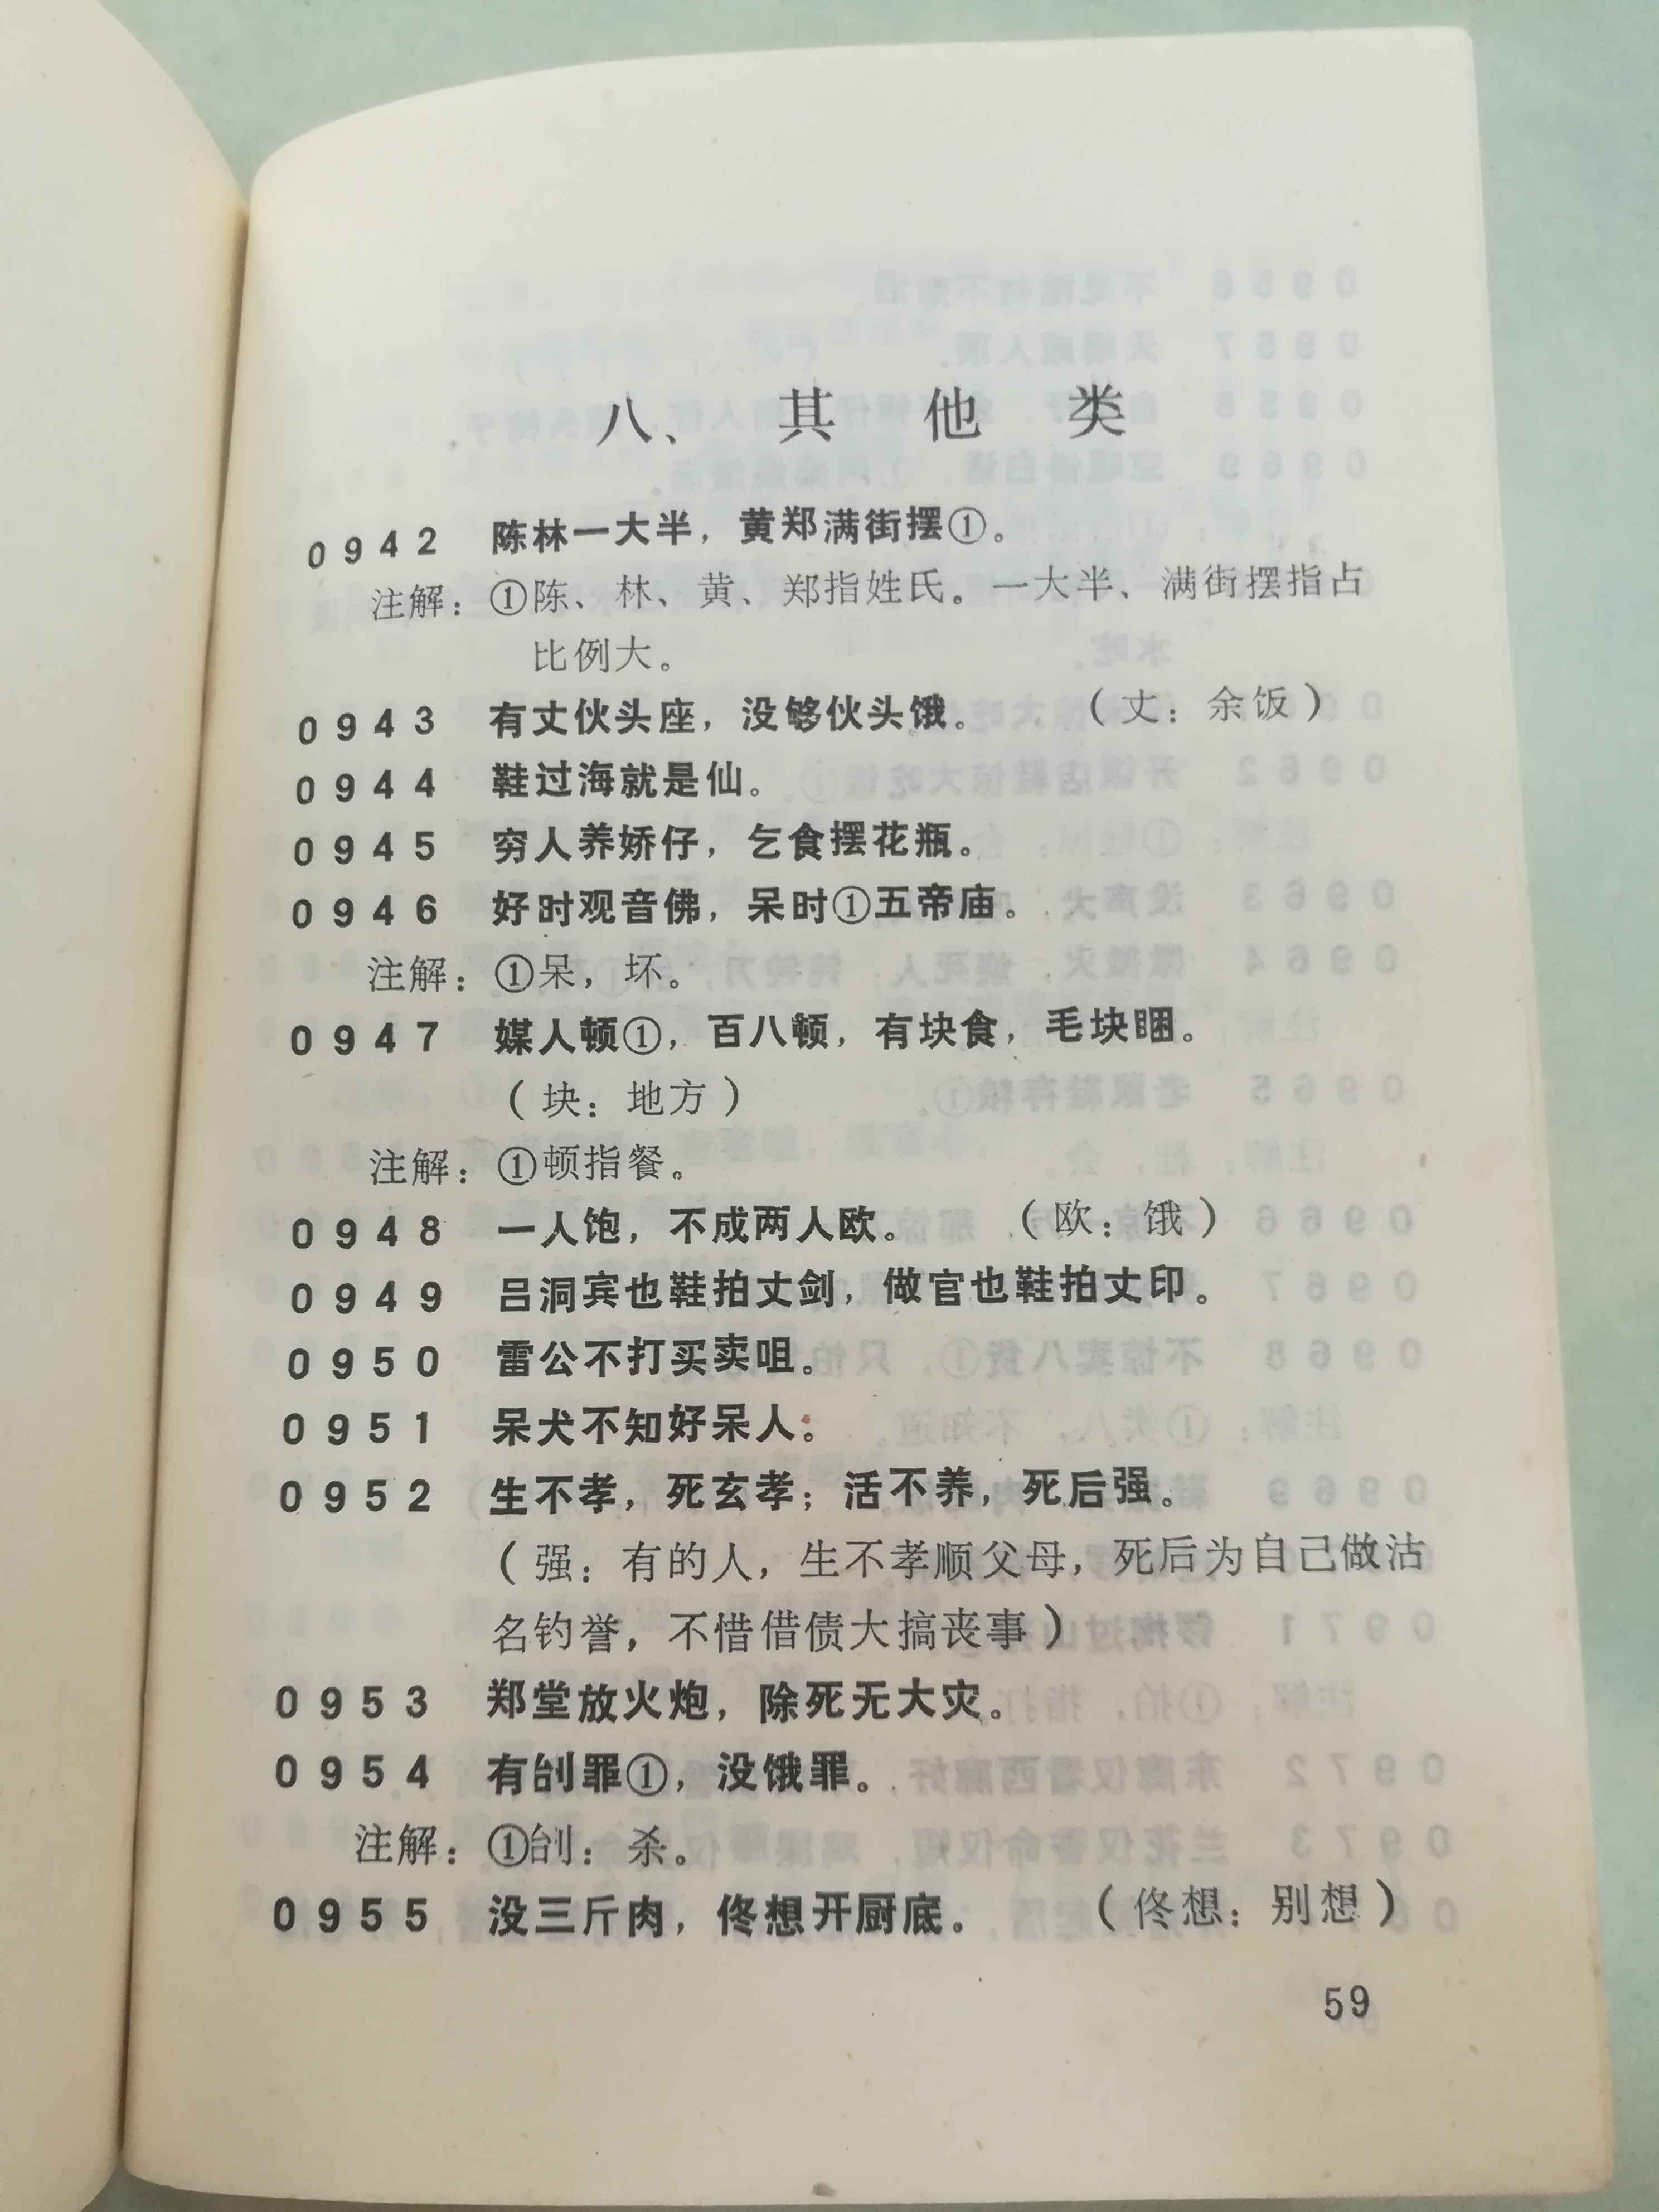 八、其他类
0942 陈林一大半，黄郑满街摆①。
注解：①陈、林、黄、郑指姓氏。一大半、满街摆指占
比例大。
0943 有丈伙头座，没够伙头饿。（丈：余饭）
0944 鞋过海就是仙。
0945 穷人养娇仔，乞食摆花瓶。
0946 好时观音佛，呆时①五帝庙。
注解：①呆，坏。
0947 媒人顿①，百八顿，有块食，毛块睏。
（块：地方）
注解：①顿指餐。
0948 一人饱，不成两人欧。（欧：饿）
0949 吕洞宾也鞋拍丈剑，做官也鞋拍丈印。
0950 雷公不打买卖咀。
0951 呆犬不知好呆人。
0952 生不孝，死玄孝；活不养，死后强。
（强：有的人，生不孝顺父母，死后为自己做沽
名钓誉，不惜借债大搞丧事）
0953 郑堂放火炮，除死无大灾。
0954 有刣罪①，没饿罪。
注解：①刣：杀。
0955 没三斤肉，佟想开厨底。（佟想：别想）
59